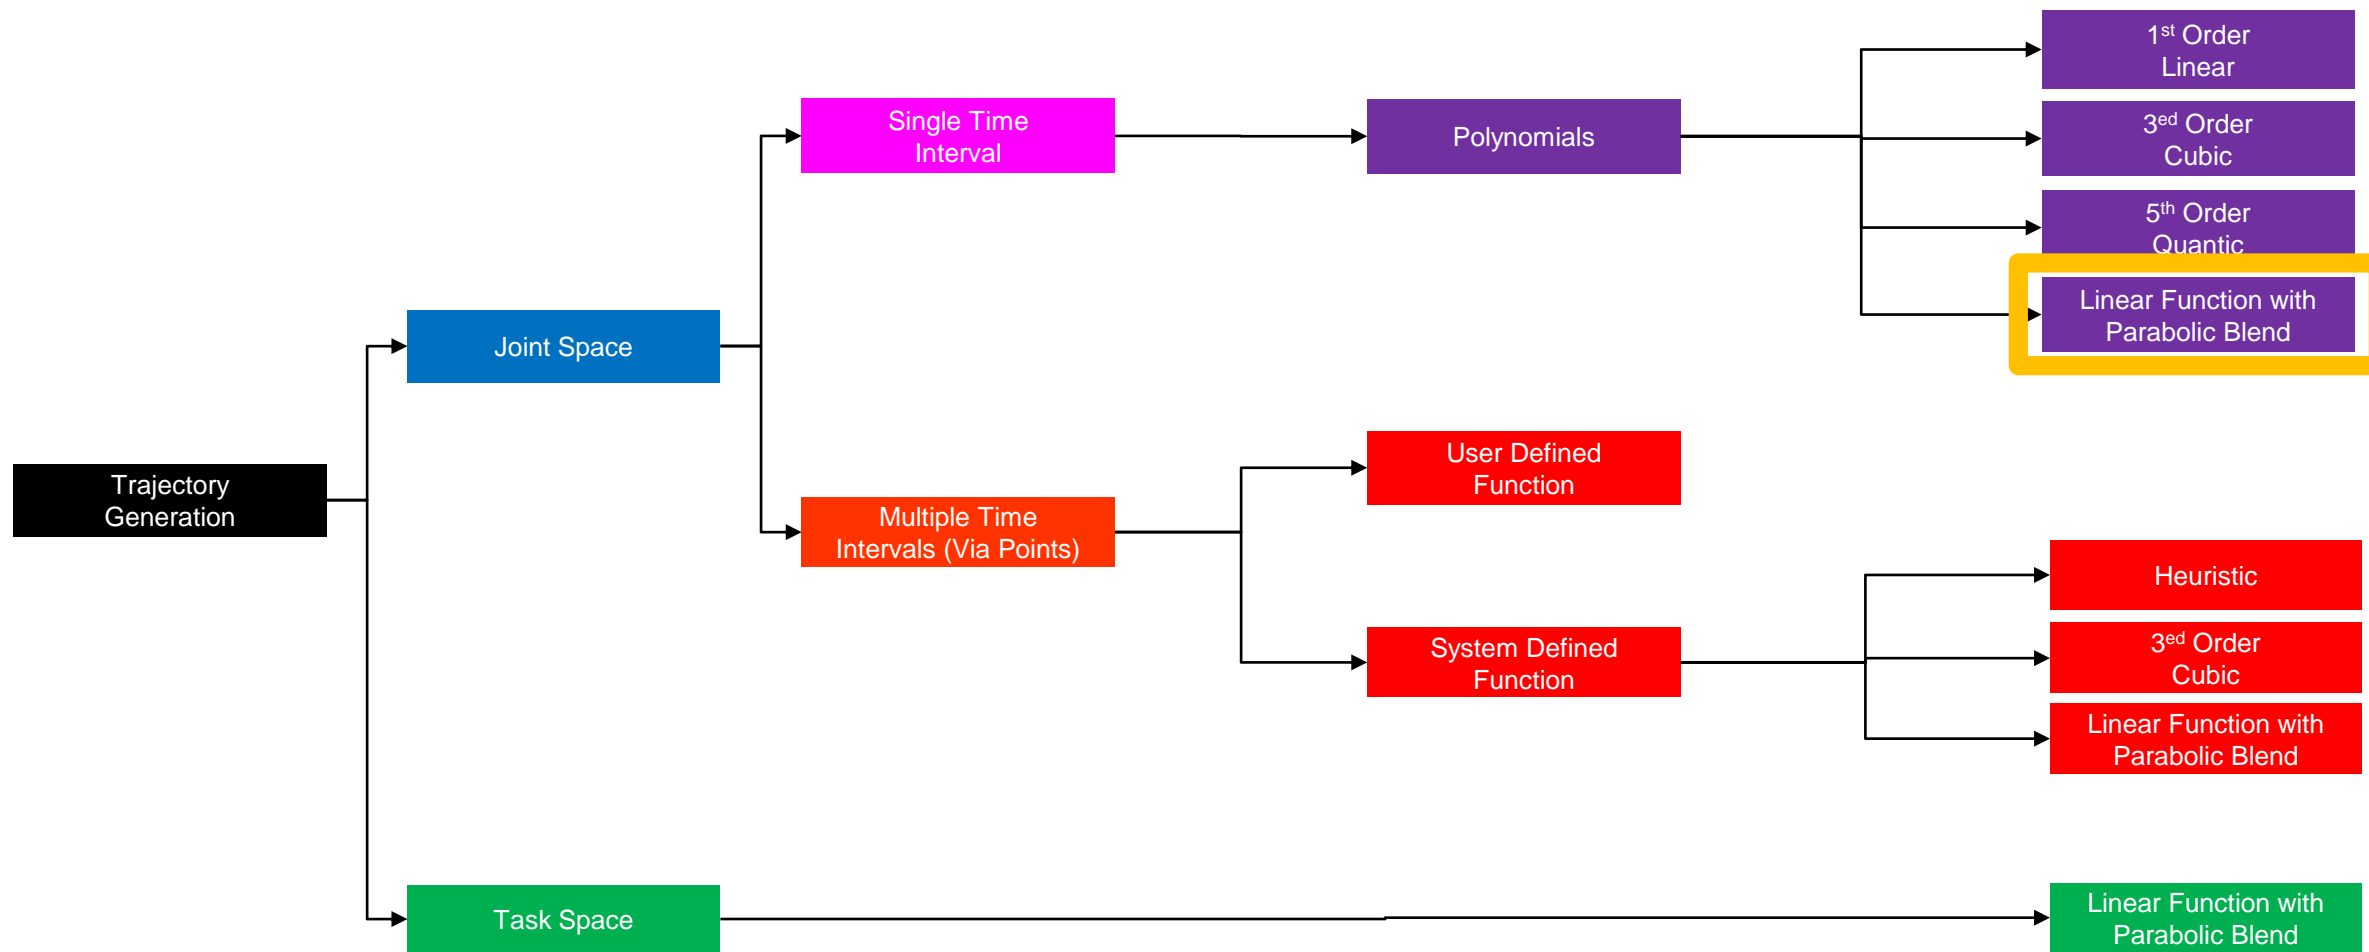 Trajectory
Generation
Joint Space
Task Space
Single Time
Interval
Multiple Time
Intervals (Via Points)
Polynomials
User Defined
Function
System Defined
Function
1st Order
Linear
3ed Order
Cubic
5th Order
Quantic
Linear Function with
Parabolic Blend
Heuristic
3ed Order
Cubic
Linear Function with
Parabolic Blend
Linear Function with
Parabolic Blend